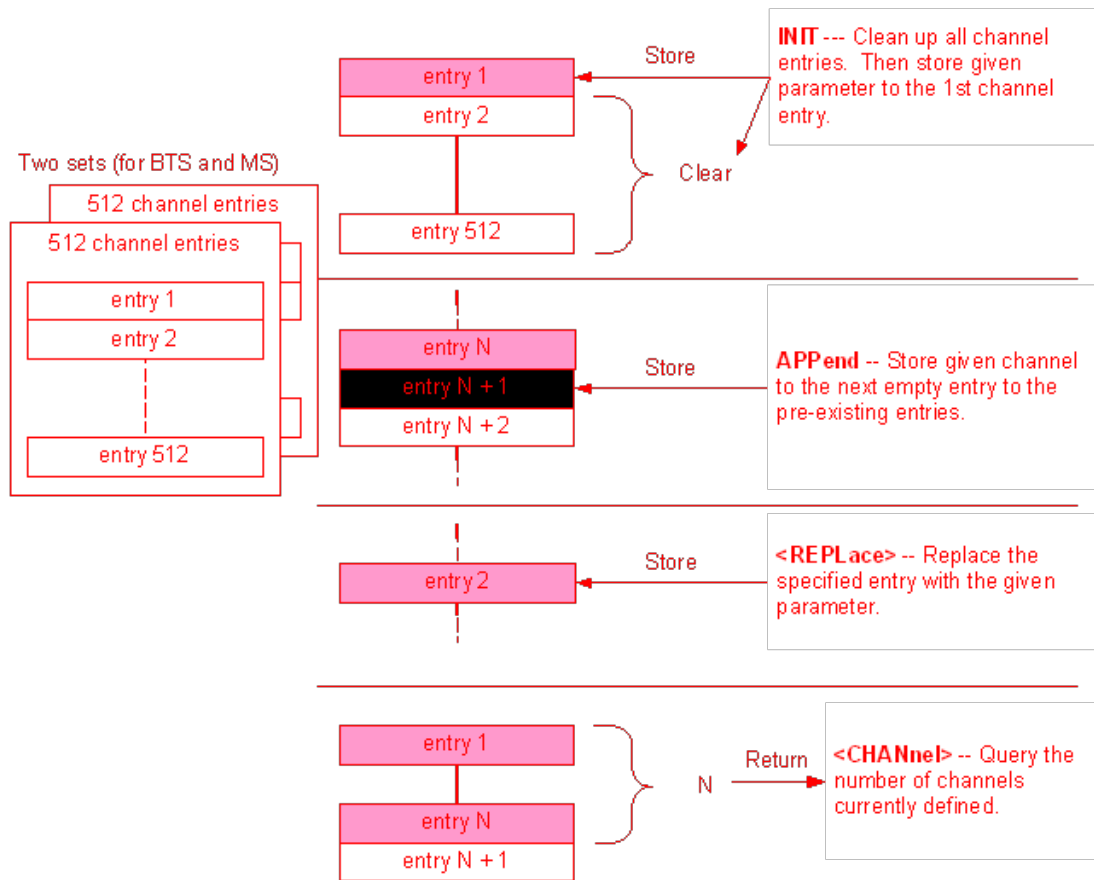 Two sets (for BTS and MS)
512 channel entries
512 channel entries
entry 1
entry 2
entry 512
entry 1
entry 2
entry 512
Store
Clear
INIT --- Clean up all channel
entries.  Then store given
parameter to the 1st channel
entry.
entry N
entry N + 1
entry N + 2
Store
APPend -- Store given channel
to the next empty entry to the
pre-existing entries.
entry 2
Store
<REPLace> -- Replace the
specified entry with the given
parameter.
entry 1
entry N
entry N + 1
N
Return
<CHANnel> -- Query the
number of channels
currently defined.